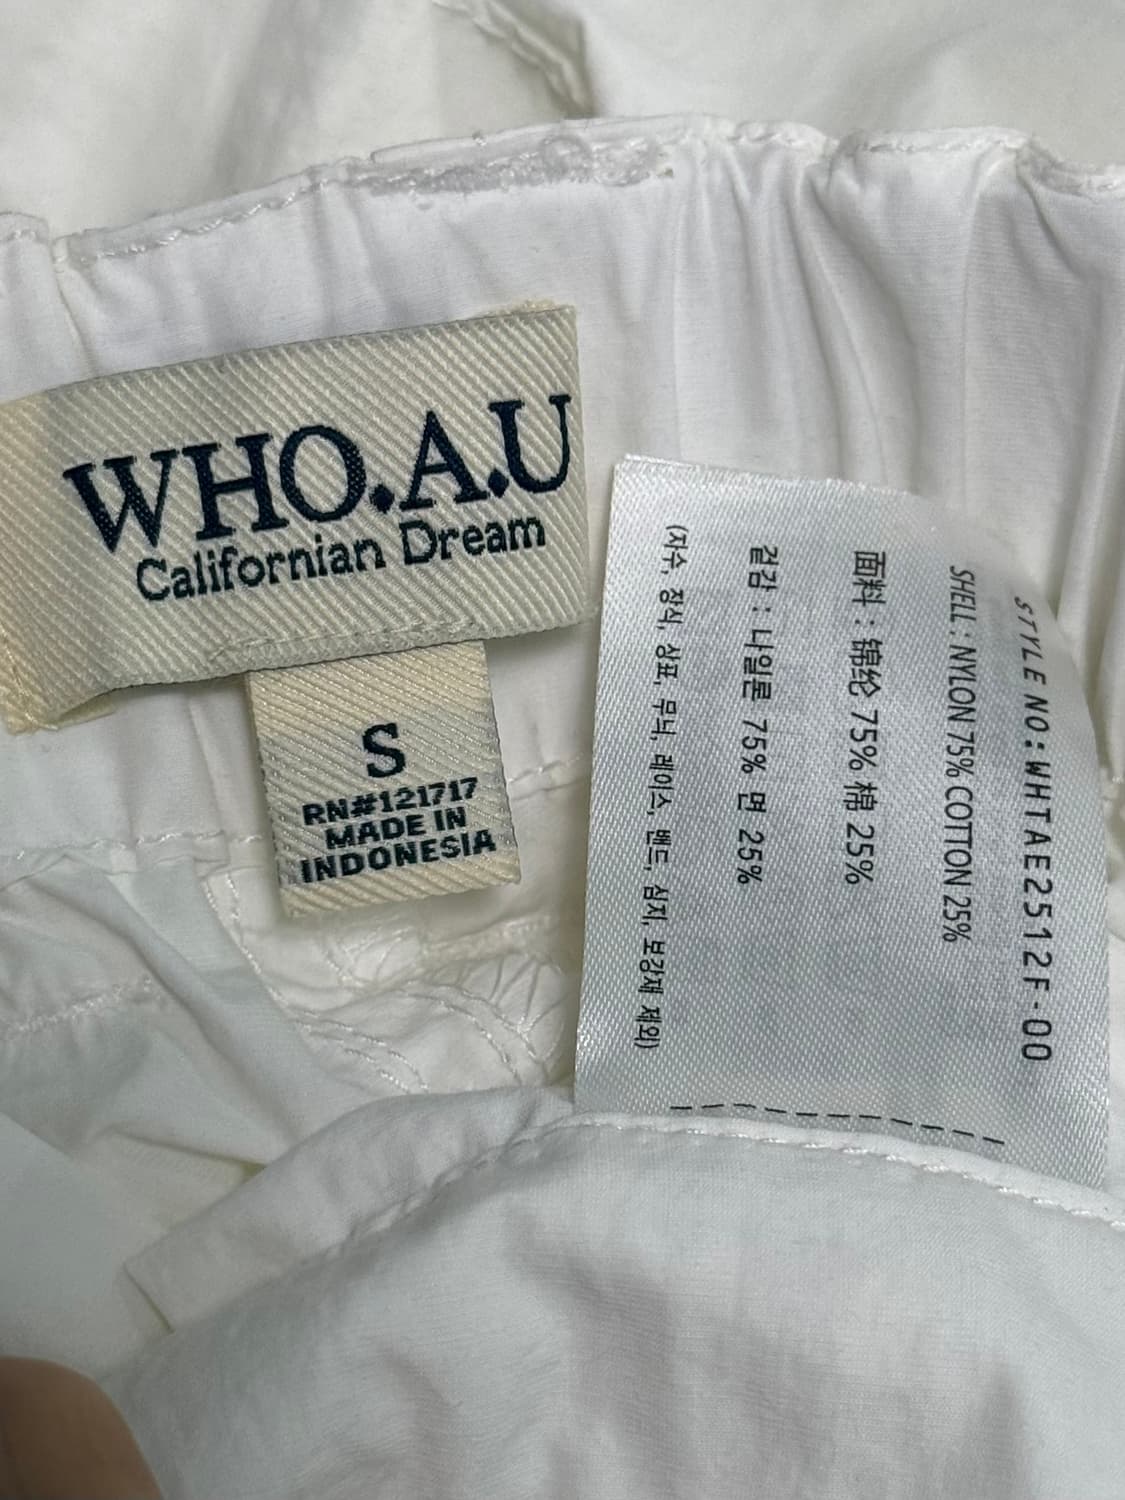 WHO.A.U
Californian Dream
S
RN#121717
MADE IN
INDONESIA
STYLE NO:WHTAE2512F-00
SHELL : NYLON 75% COTTON 25%
面料 : 锦纶 75% 棉 25%
겉감 : 나일론 75% 면 25%
(자수, 장식, 상표, 무늬, 레이스, 밴드, 심지, 보강재 제외)